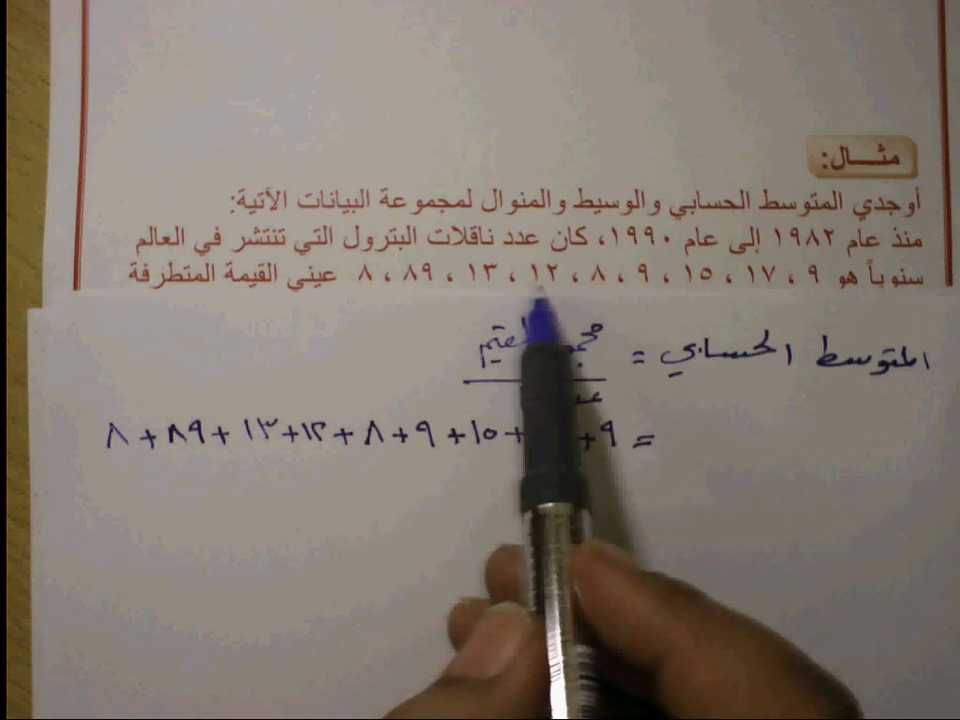 مثـــال:
أوجدي المتوسط الحسابي والوسيط والمنوال لمجموعة البيانات الأتية:
منذ عام ١٩٨٢ إلى عام ١٩٩٠، كان عدد ناقلات البترول التي تنتشر في العالم
سنوياً هو ٩ ، ١٧ ، ١٥ ، ٩ ، ٨ ، ١٢ ، ١٣ ، ٨٩ ، ٨ عيني القيمة المتطرفة
المتوسط الحسابي =
= ٩ + + ١٥ + ٩ + ٨ + ١٢ + ١٣ + ٨٩ + ٨